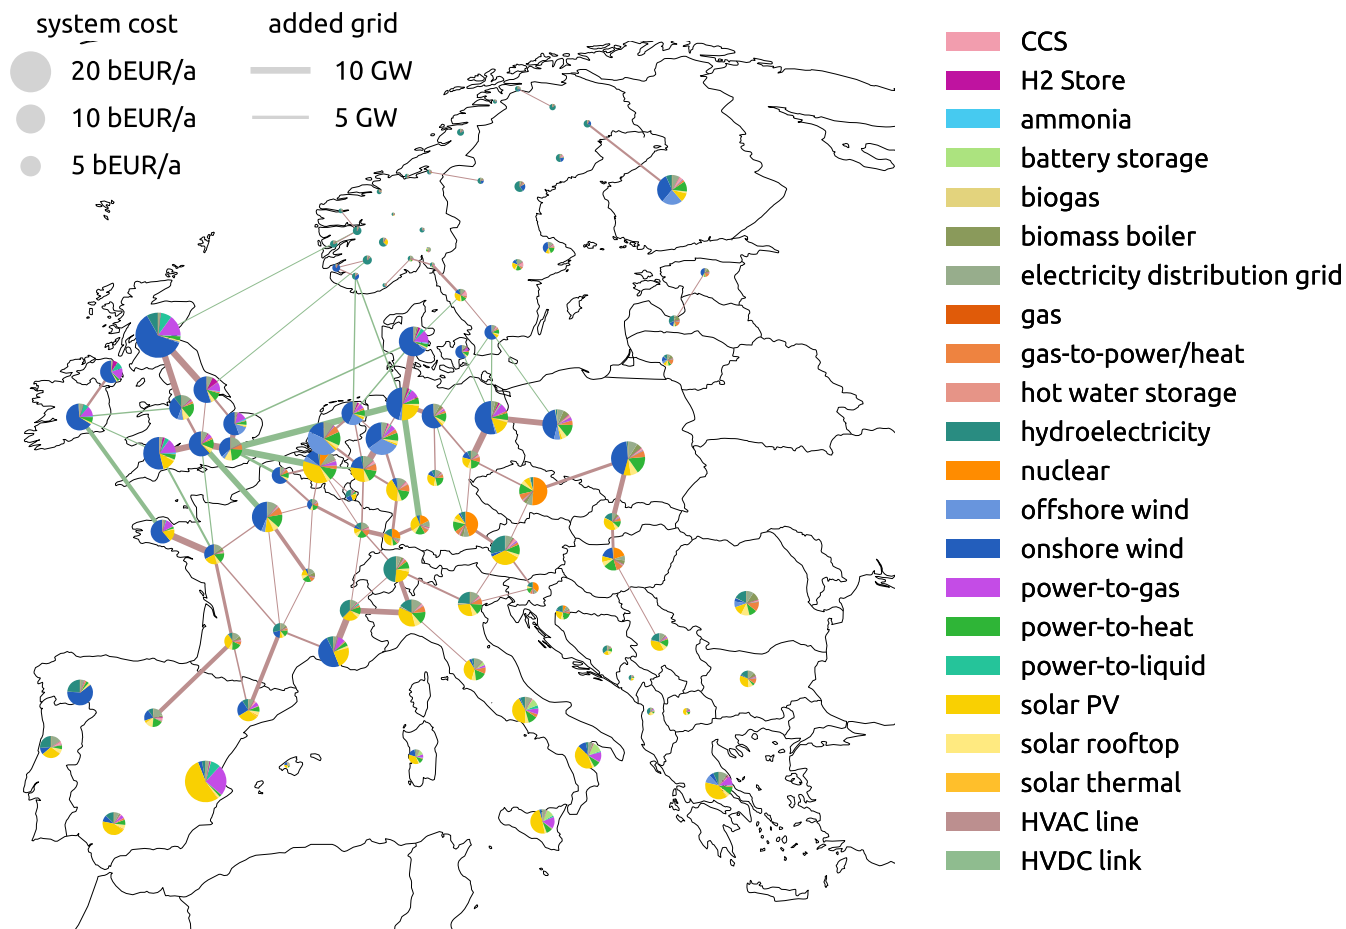 system cost
20 bEUR/a
10 bEUR/a
5 bEUR/a
added grid
10 GW
5 GW
CCS
H2 Store
ammonia
battery storage
biogas
biomass boiler
electricity distribution grid
gas
gas-to-power/heat
hot water storage
hydroelectricity
nuclear
offshore wind
onshore wind
power-to-gas
power-to-heat
power-to-liquid
solar PV
solar rooftop
solar thermal
HVAC line
HVDC link